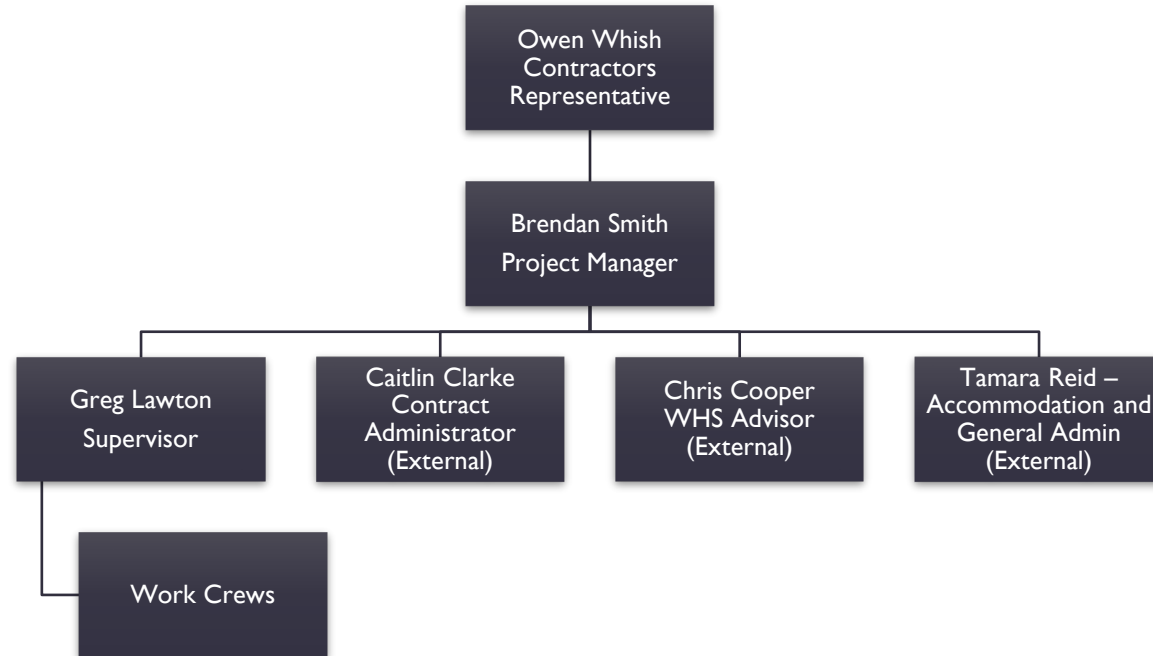 Owen Whish
Contractors
Representative
Brendan Smith
Project Manager
Greg Lawton
Supervisor
Caitlin Clarke
Contract
Administrator
(External)
Chris Cooper
WHS Advisor
(External)
Tamara Reid –
Accommodation and
General Admin
(External)
Work Crews